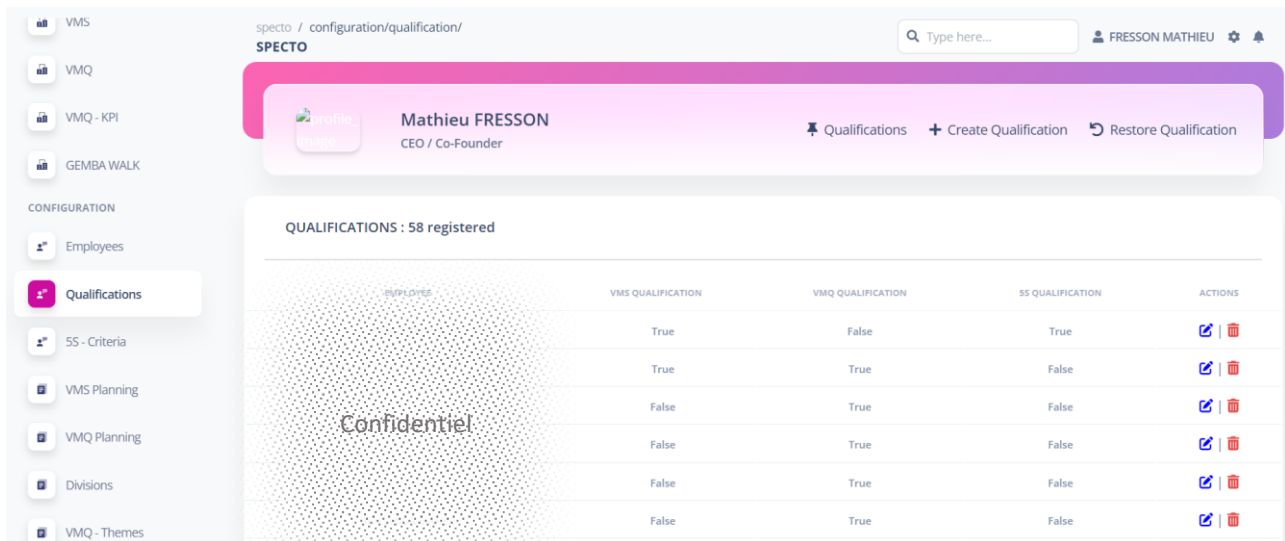 VMS
VMQ
VMQ - KPI
GEMBA WALK
CONFIGURATION
Employees
Qualifications
5S - Criteria
VMS Planning
VMQ Planning
Divisions
VMQ - Themes
specto / configuration/qualification/
SPECTO
Type here...
FRESSON MATHIEU
profile image
Mathieu FRESSON
CEO / Co-Founder
Qualifications
Create Qualification
Restore Qualification
QUALIFICATIONS : 58 registered
EMPLOYEE VMS QUALIFICATION VMQ QUALIFICATION 5S QUALIFICATION ACTIONS
True False True |
True True False |
False True False |
Confidentiel
False True False |
False True False |
False True False |